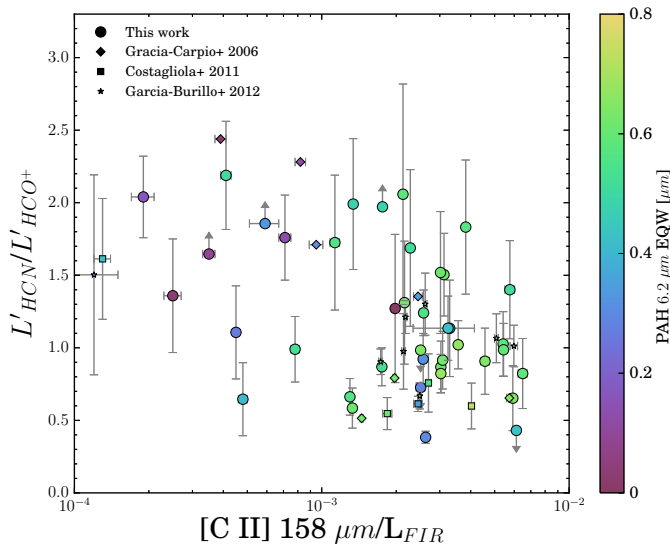 This work
Gracia-Carpio+ 2006
Costagliola+ 2011
Garcia-Burillo+ 2012
3.0
2.5
2.0
1.5
1.0
0.5
0.0
L'HCN/L'HCO+
10−4
10−3
10−2
[C II] 158 μm/LFIR
0.8
0.6
0.4
0.2
0.0
PAH 6.2 μm EQW [μm]